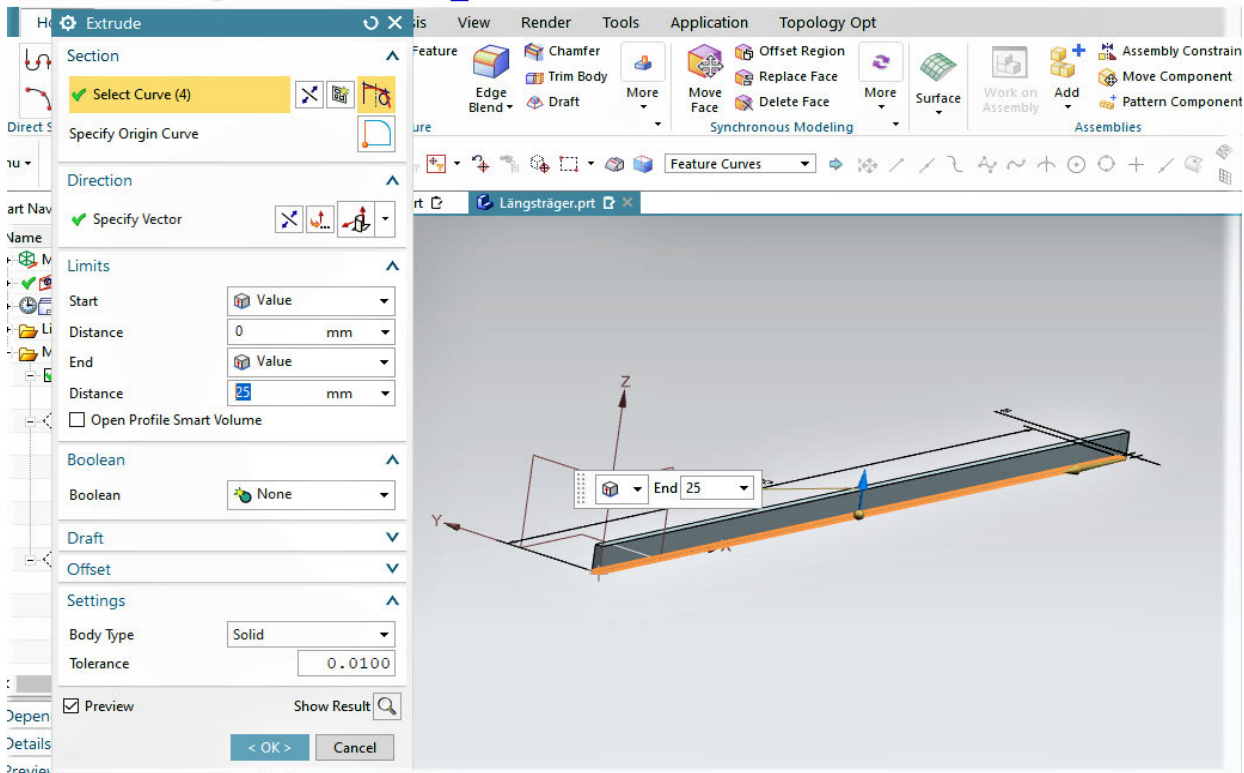 Extrude
View Render Tools Application Topology Opt
Section
Select Curve (4)
Specify Origin Curve
Direction
Specify Vector
Limits
Start Value
Distance 0 mm
End Value
Distance 25 mm
Open Profile Smart Volume
Boolean
Boolean None
Draft
Offset
Settings
Body Type Solid
Tolerance 0.0100
Preview Show Result
< OK > Cancel
Feature
Edge
Blend
Chamfer
Trim Body
Draft
More
Move
Face
Offset Region
Replace Face
Delete Face
More
Synchronous Modeling
Surface
Work on
Assembly
Add
Assembly Constrain
Move Component
Pattern Component
Assemblies
Direct S
Feature Curves
Längsträger.prt
art Nav
Name
Z
End 25
Y
X
Depen
Details
Preview